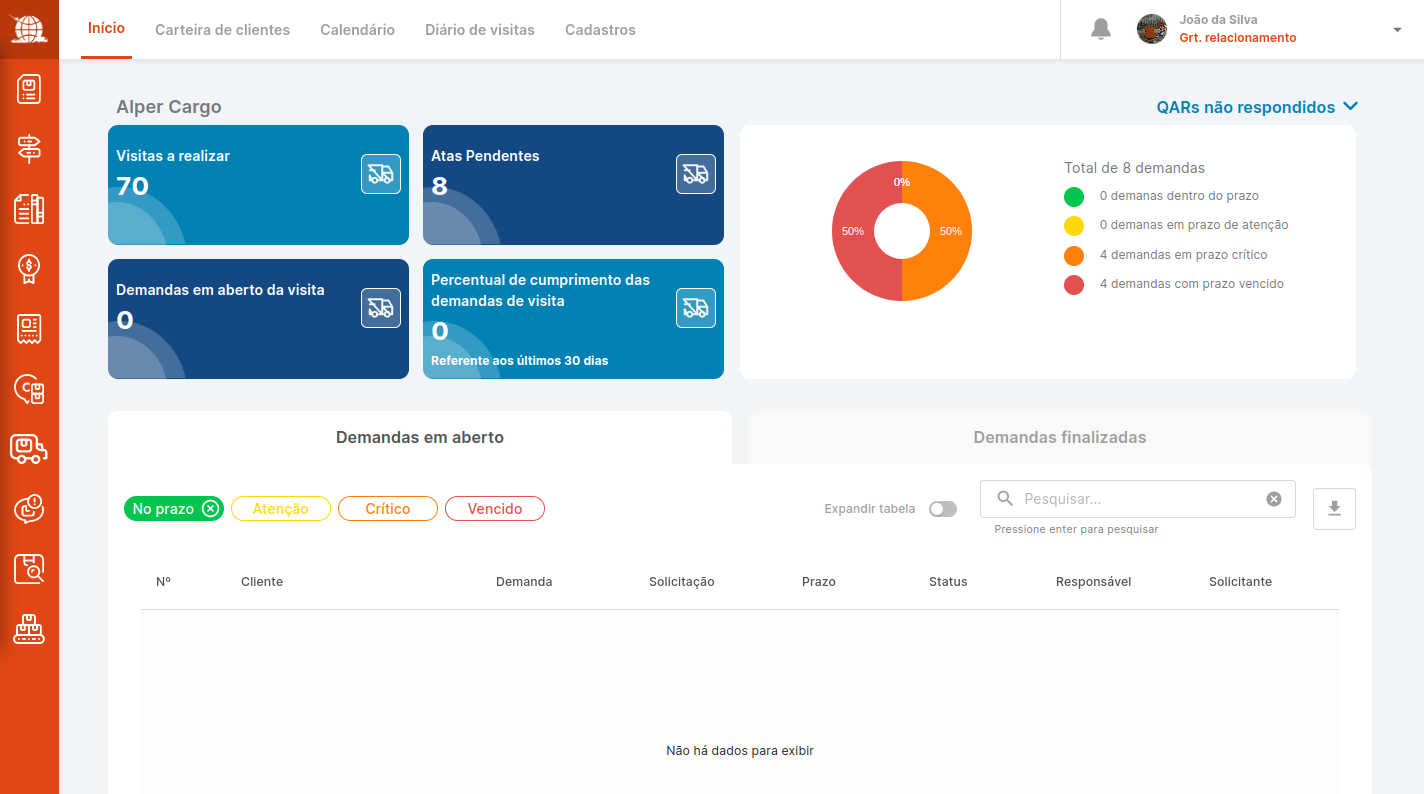 Início
Carteira de clientes
Calendário
Diário de visitas
Cadastros
João da Silva
Grt. relacionamento
Alper Cargo
QARs não respondidos
Visitas a realizar
70
Atas Pendentes
8
Demandas em aberto da visita
0
Percentual de cumprimento das
demandas de visita
0
Referente aos últimos 30 dias
0%
50%
50%
Total de 8 demandas
0 demanas dentro do prazo
0 demanas em prazo de atenção
4 demandas em prazo crítico
4 demandas com prazo vencido
Demandas em aberto
Demandas finalizadas
No prazo
Atenção
Crítico
Vencido
Expandir tabela
Pesquisar...
Pressione enter para pesquisar
Nº
Cliente
Demanda
Solicitação
Prazo
Status
Responsável
Solicitante
Não há dados para exibir